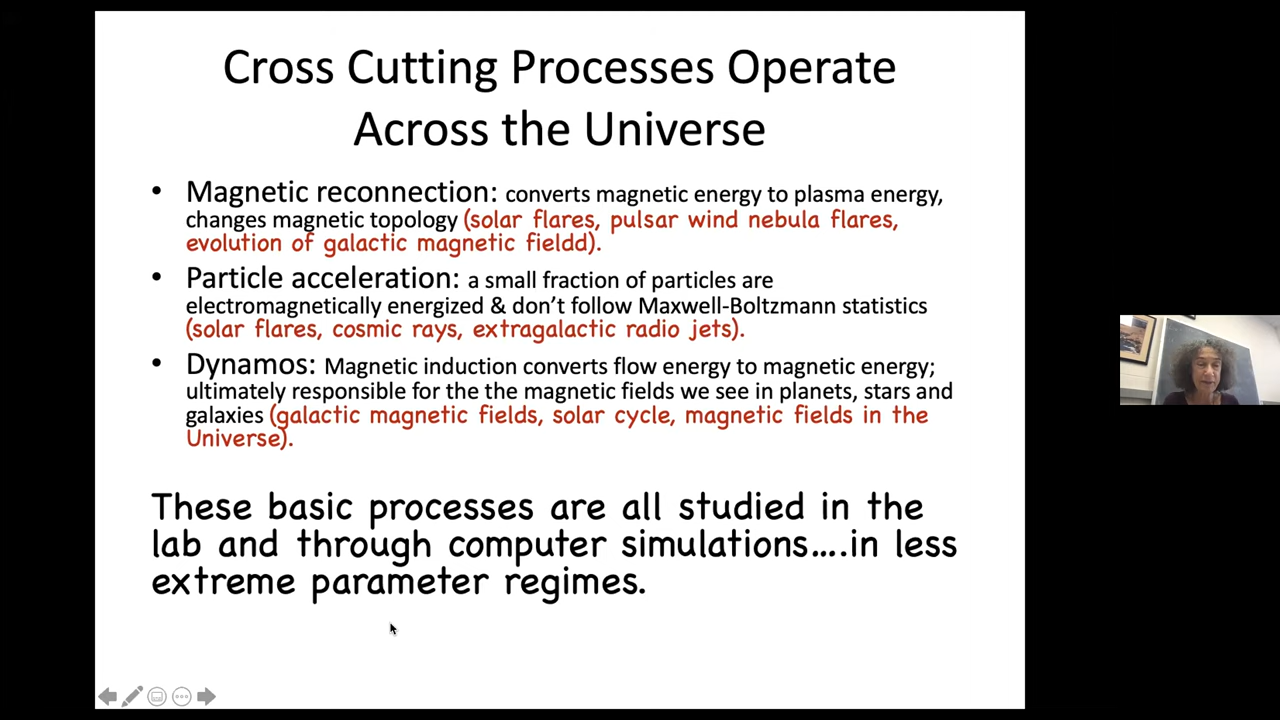 Cross Cutting Processes Operate
Across the Universe
• Magnetic reconnection: converts magnetic energy to plasma energy,
changes magnetic topology (solar flares, pulsar wind nebula flares,
evolution of galactic magnetic fieldd).
• Particle acceleration: a small fraction of particles are
electromagnetically energized & don't follow Maxwell-Boltzmann statistics
(solar flares, cosmic rays, extragalactic radio jets).
• Dynamos: Magnetic induction converts flow energy to magnetic energy;
ultimately responsible for the the magnetic fields we see in planets, stars and
galaxies (galactic magnetic fields, solar cycle, magnetic fields in the
Universe).
These basic processes are all studied in the
lab and through computer simulations….in less
extreme parameter regimes.